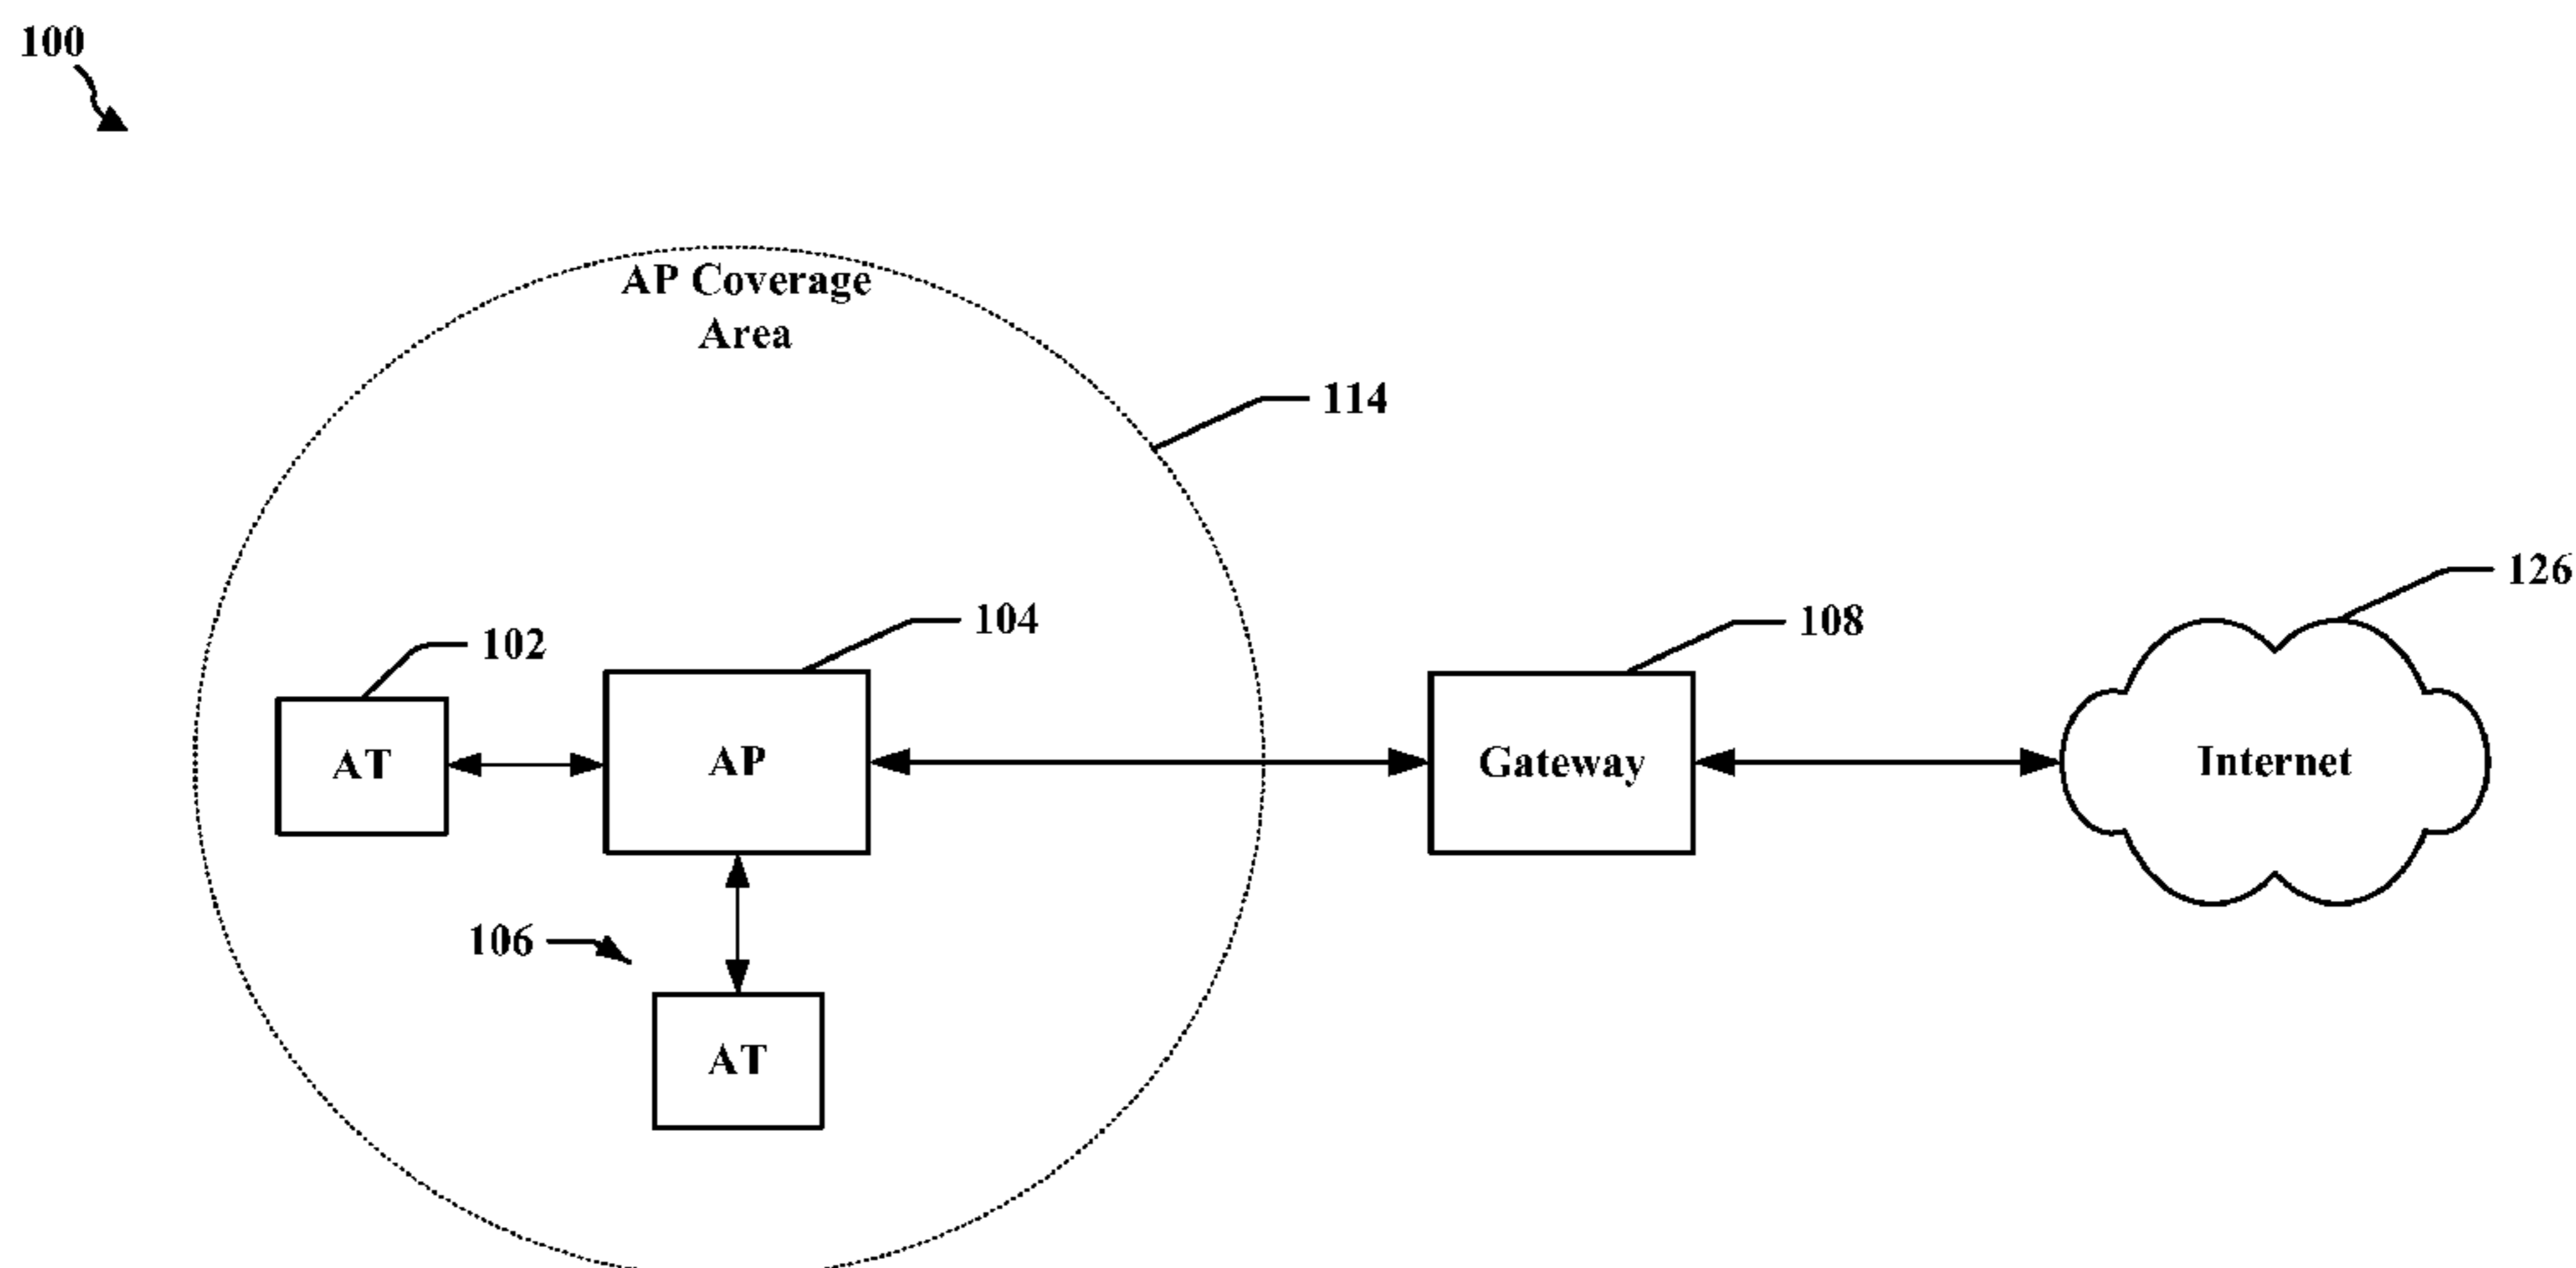 100
AP Coverage
Area
114
126
104
108
102
AT
AP
Gateway
Internet
106
AT